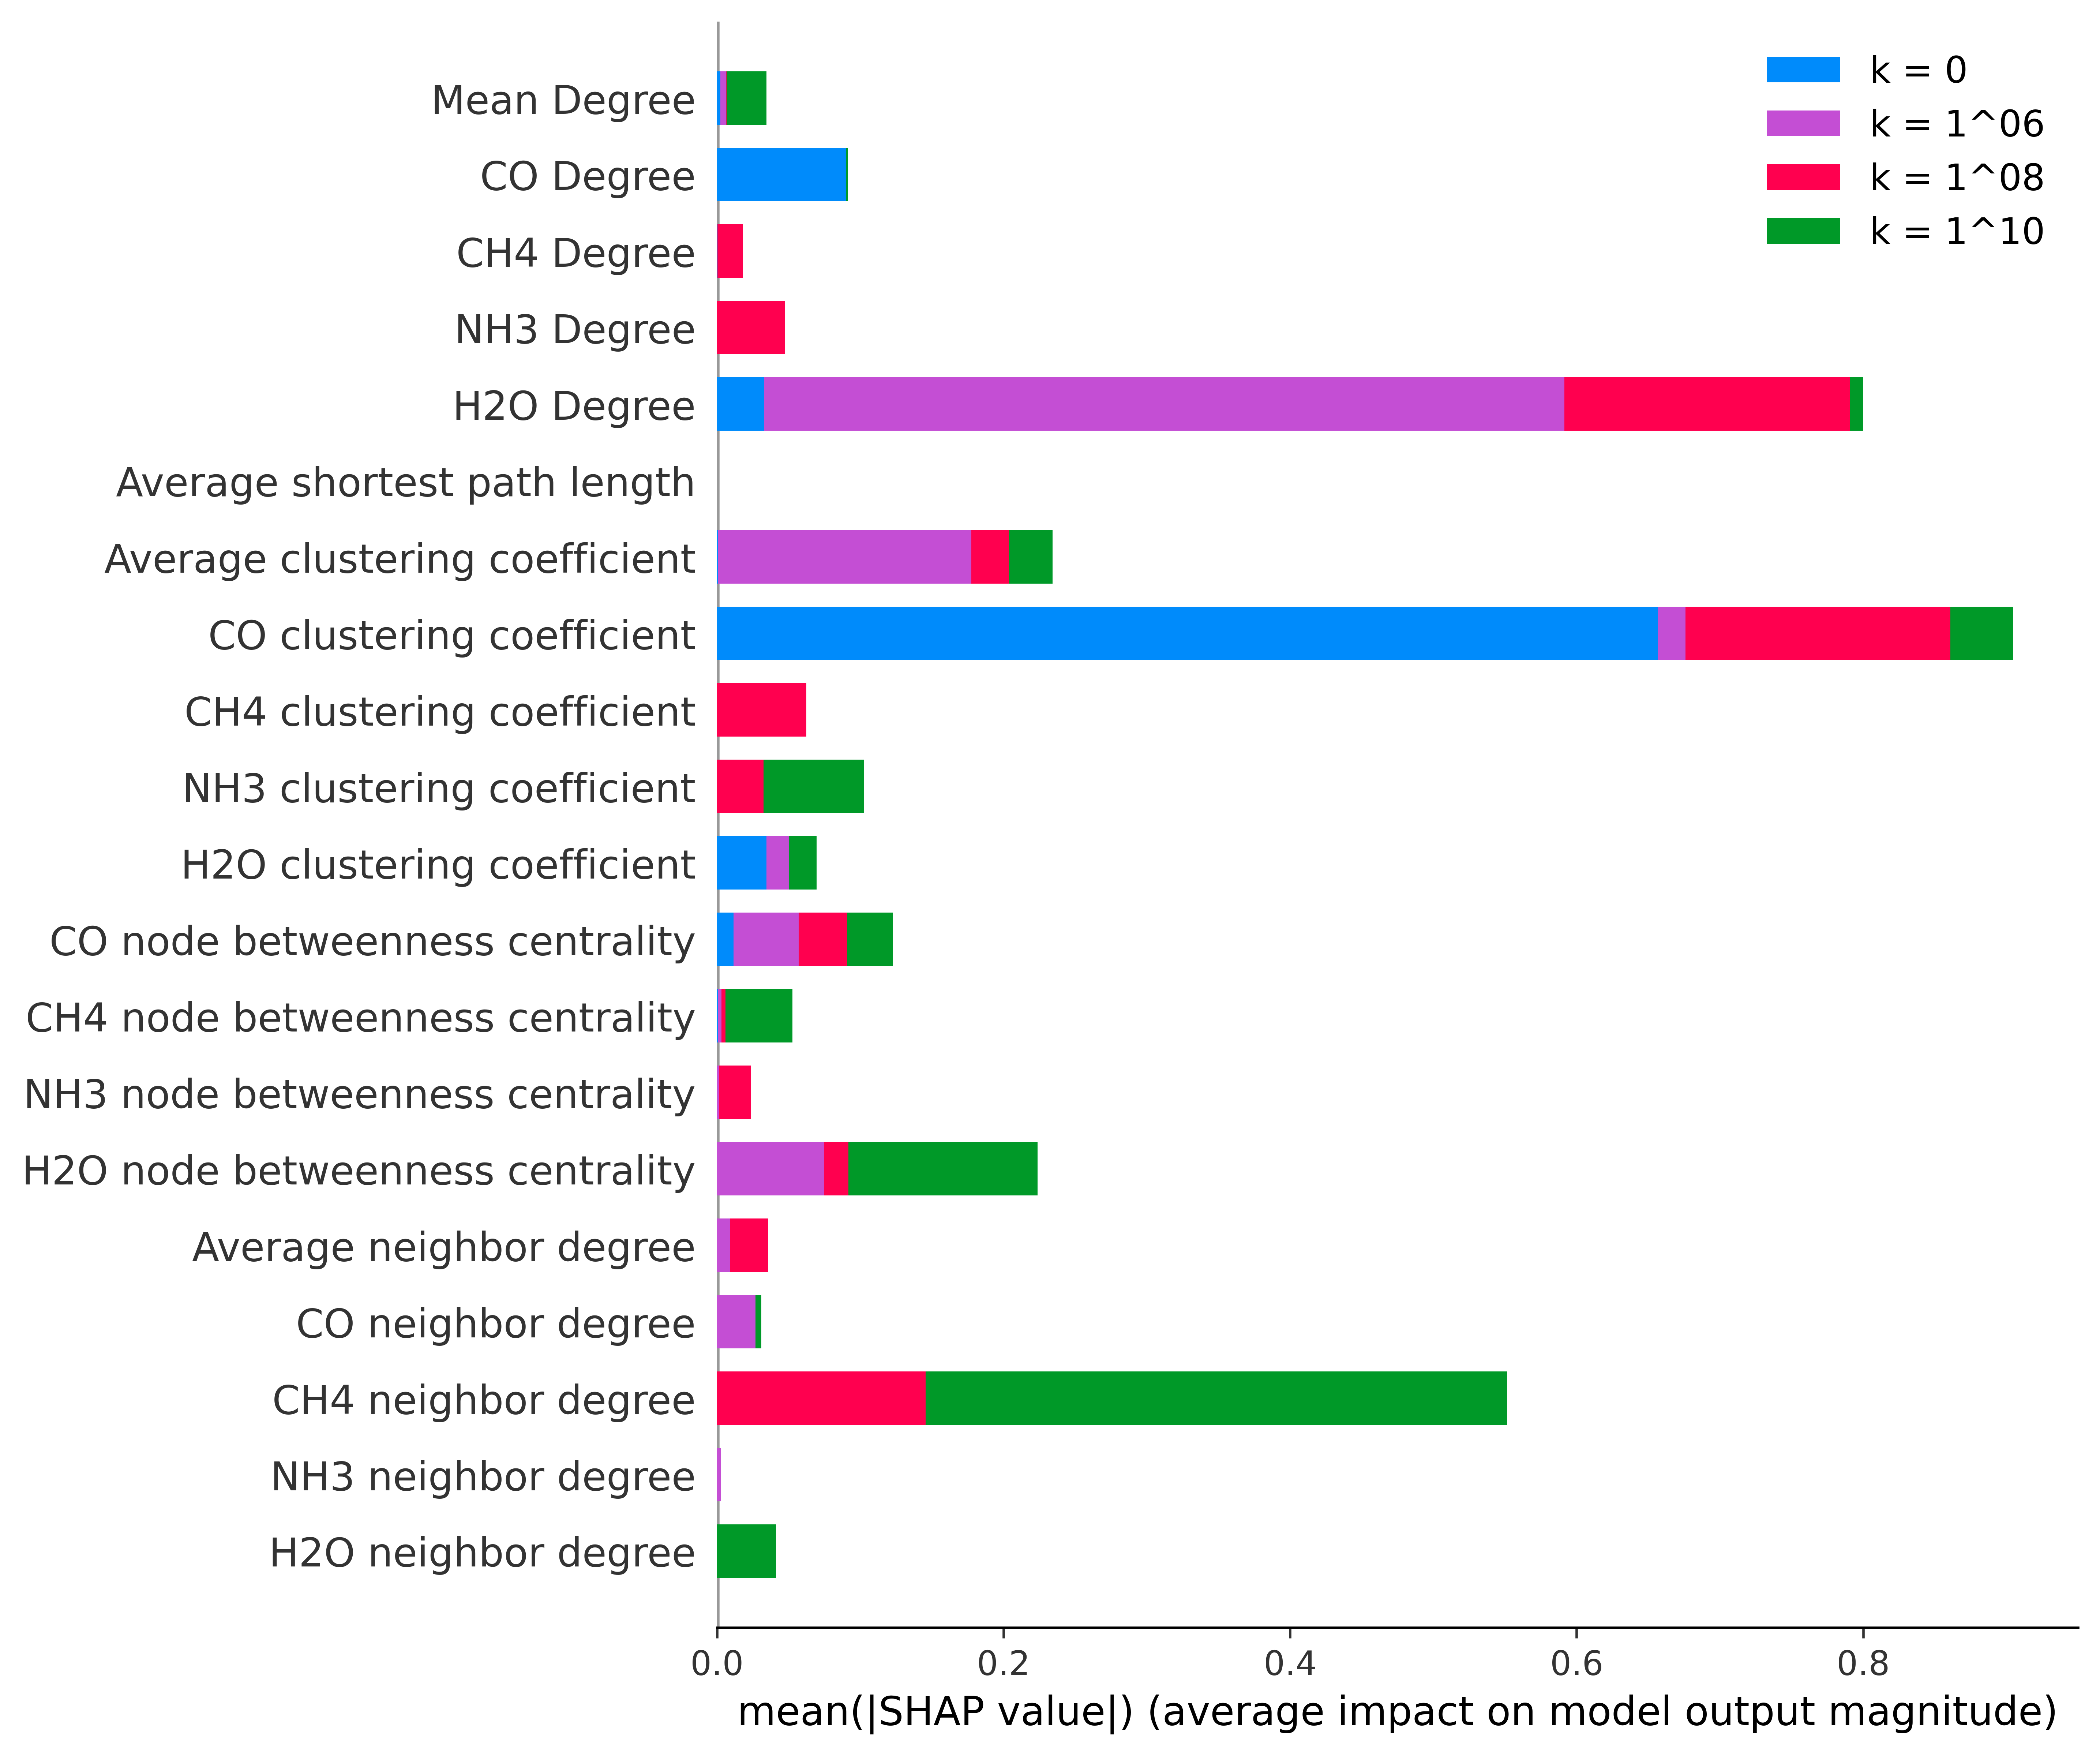 k = 0
k = 1^06
k = 1^08
k = 1^10
Mean Degree
CO Degree
CH4 Degree
NH3 Degree
H2O Degree
Average shortest path length
Average clustering coefficient
CO clustering coefficient
CH4 clustering coefficient
NH3 clustering coefficient
H2O clustering coefficient
CO node betweenness centrality
CH4 node betweenness centrality
NH3 node betweenness centrality
H2O node betweenness centrality
Average neighbor degree
CO neighbor degree
CH4 neighbor degree
NH3 neighbor degree
H2O neighbor degree
0.0 0.2 0.4 0.6 0.8
mean(|SHAP value|) (average impact on model output magnitude)